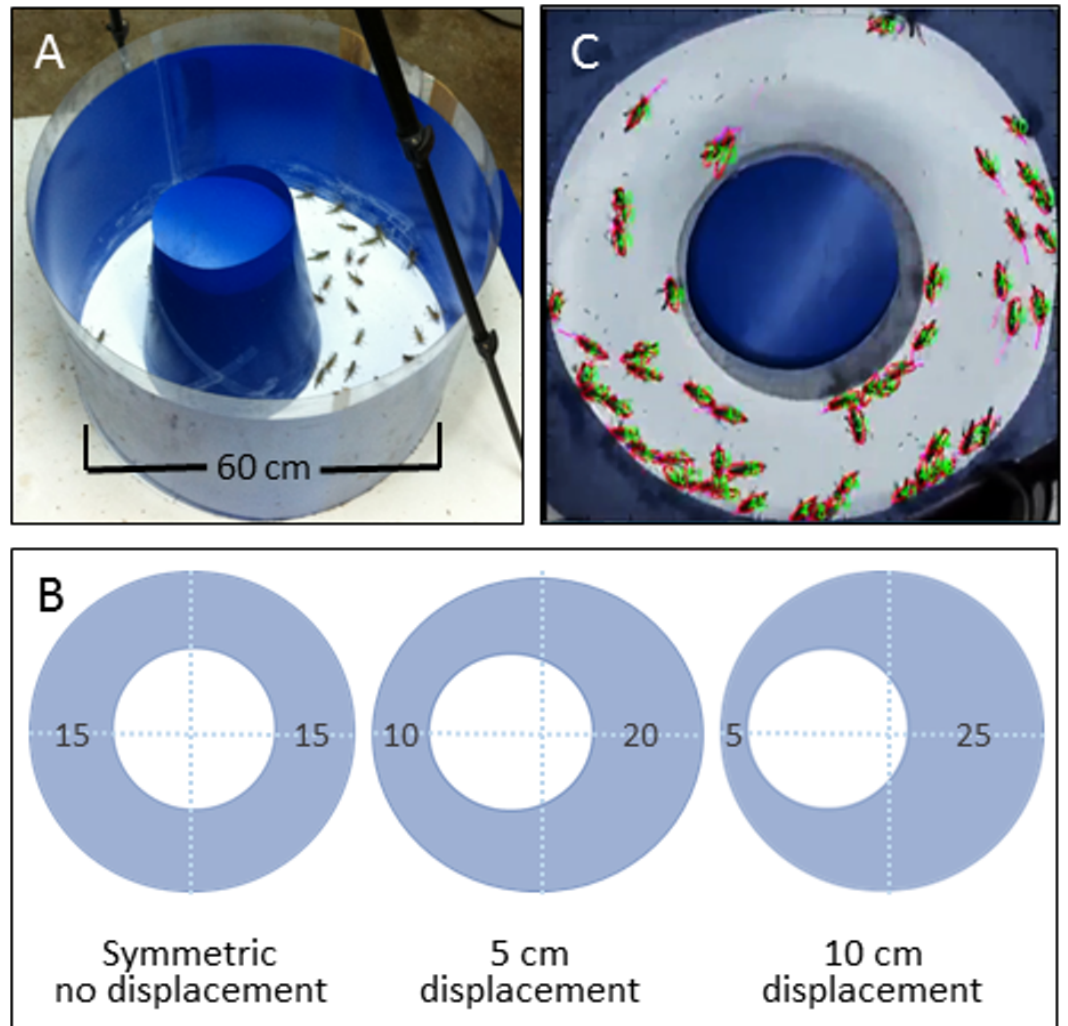 A
C
60 cm
B
15
15
10
20
5
25
Symmetric
no displacement
5 cm
displacement
10 cm
displacement